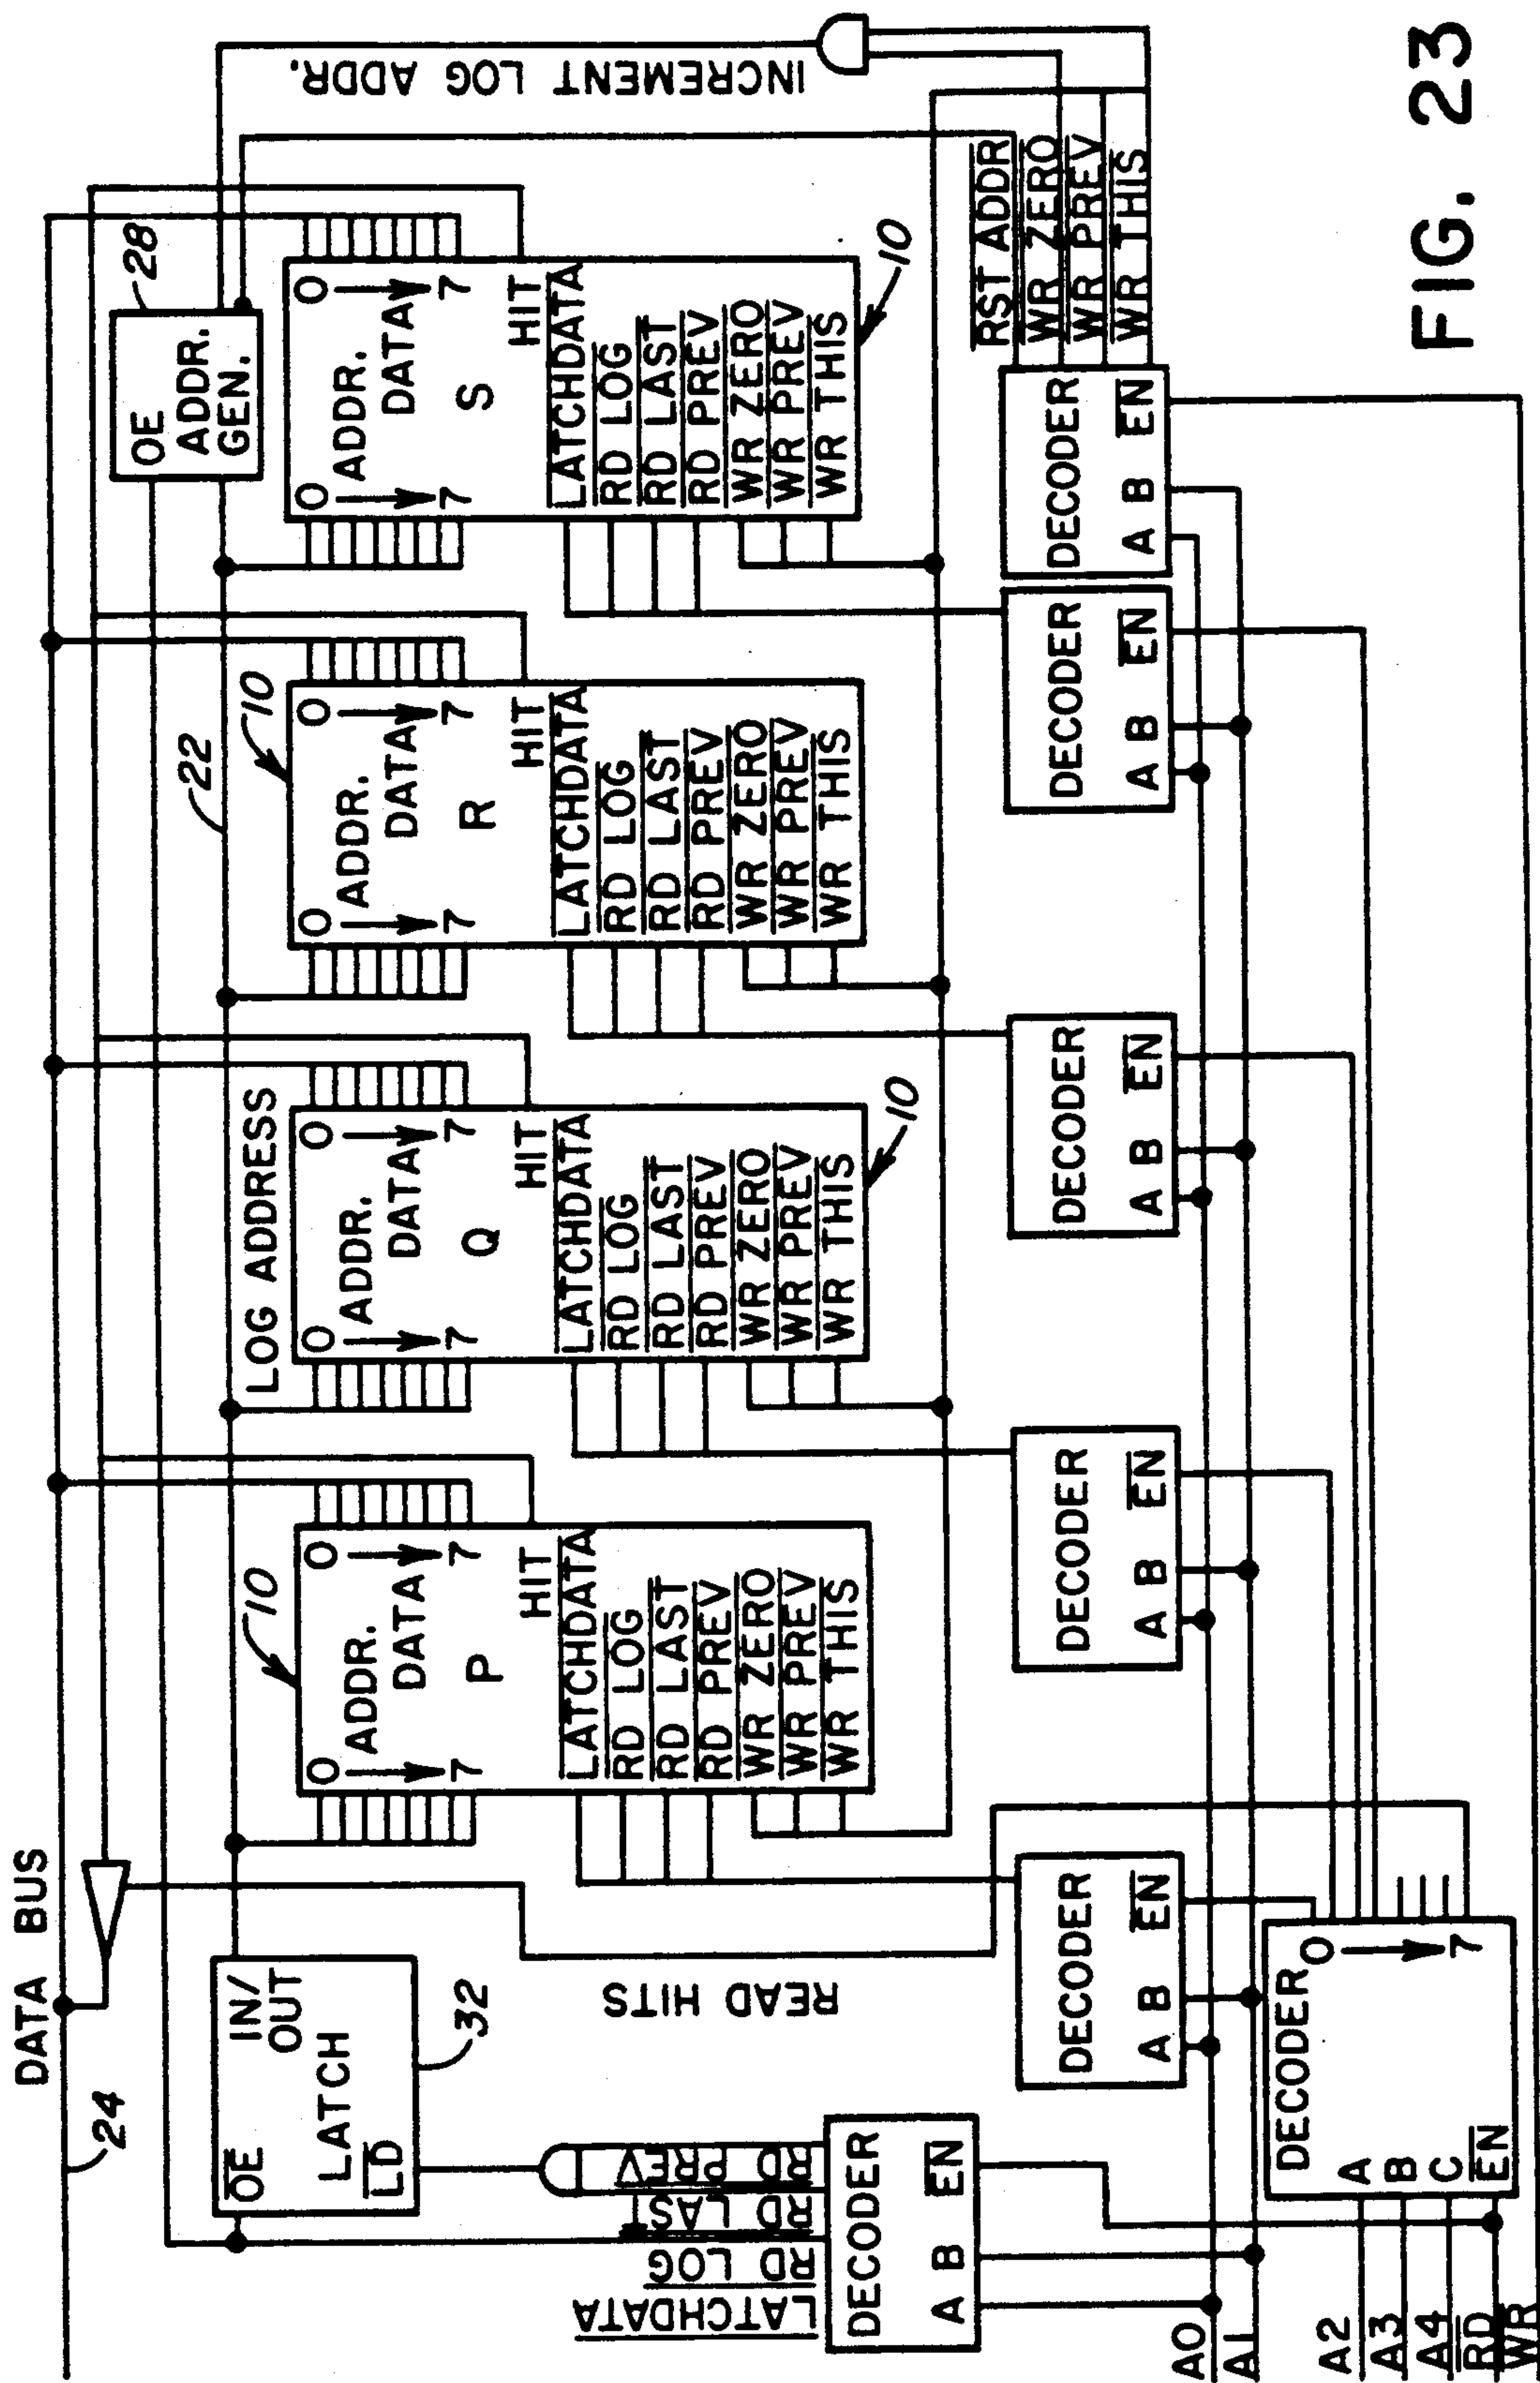 DATA BUS
24
OE
LATCH
LD
IN/
OUT
32
LOG ADDRESS
22
OE
ADDR.
GEN.
28
INCREMENT LOG ADDR.
10
0
ADDR.
7
0
DATA
7
P
HIT
LATCHDATA
RD LOG
RD LAST
RD PREV
WR ZERO
WR PREV
WR THIS
0
ADDR.
7
0
DATA
7
Q
HIT
LATCHDATA
RD LOG
RD LAST
RD PREV
WR ZERO
WR PREV
WR THIS
10
10
0
ADDR.
7
0
DATA
7
R
HIT
LATCHDATA
RD LOG
RD LAST
RD PREV
WR ZERO
WR PREV
WR THIS
0
ADDR.
7
0
DATA
7
S
HIT
LATCHDATA
RD LOG
RD LAST
RD PREV
WR ZERO
WR PREV
WR THIS
10
READ HITS
LATCHDATA
RD LOG
RD LAST
RD PREV
DECODER
A B EN
DECODER
A B EN
DECODER
A B EN
DECODER
A B EN
DECODER
A B EN
DECODER
A B EN
RST ADDR
WR ZERO
WR PREV
WR THIS
A0
A1
A2
A3
A4
RD
WR
DECODER
A
B
C
EN
0
7
FIG. 23